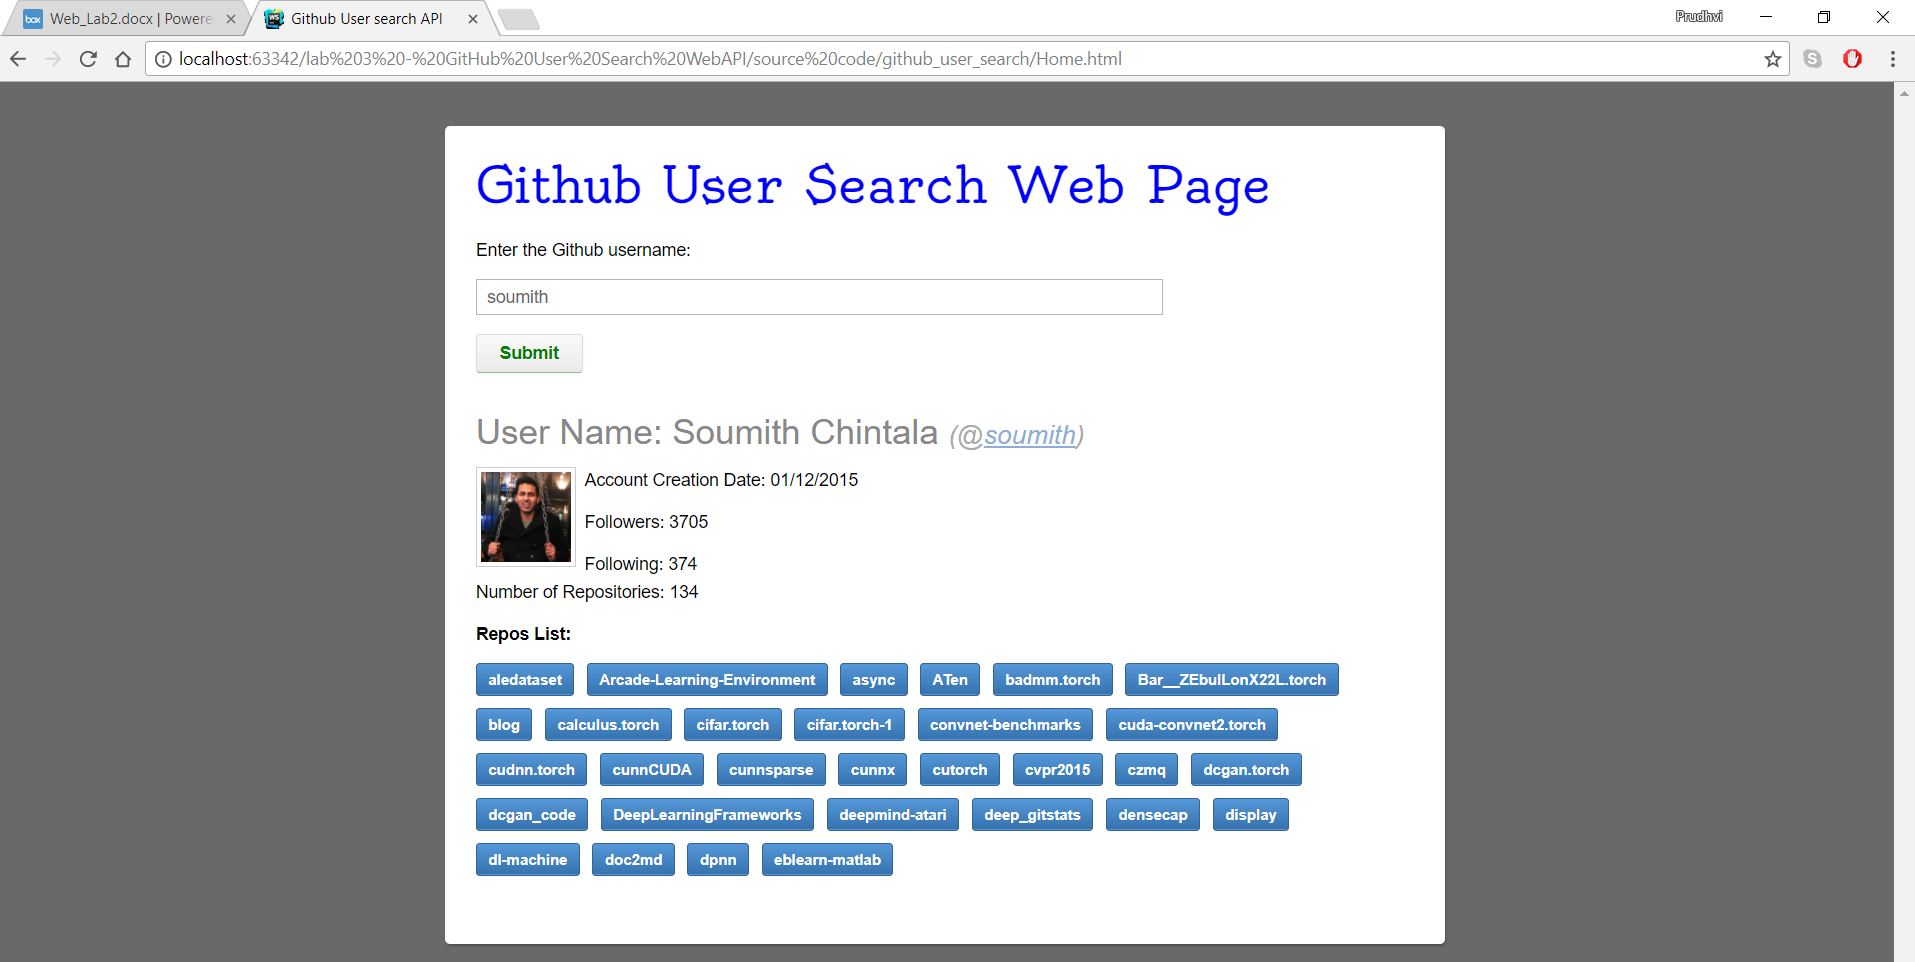 Web_Lab2.docx | Powere
Github User search API
Prudhvi
localhost:63342/lab%203%20-%20GitHub%20User%20Search%20WebAPI/source%20code/github_user_search/Home.html
Github User Search Web Page
Enter the Github username:
soumith
Submit
User Name: Soumith Chintala (@soumith)
Account Creation Date: 01/12/2015
Followers: 3705
Following: 374
Number of Repositories: 134
Repos List:
aledataset Arcade-Learning-Environment async ATen badmm.torch Bar__ZEbulLonX22L.torch
blog calculus.torch cifar.torch cifar.torch-1 convnet-benchmarks cuda-convnet2.torch
cudnn.torch cunnCUDA cunnsparse cunnx cutorch cvpr2015 czmq dcgan.torch
dcgan_code DeepLearningFrameworks deepmind-atari deep_gitstats densecap display
dl-machine doc2md dpnn eblearn-matlab